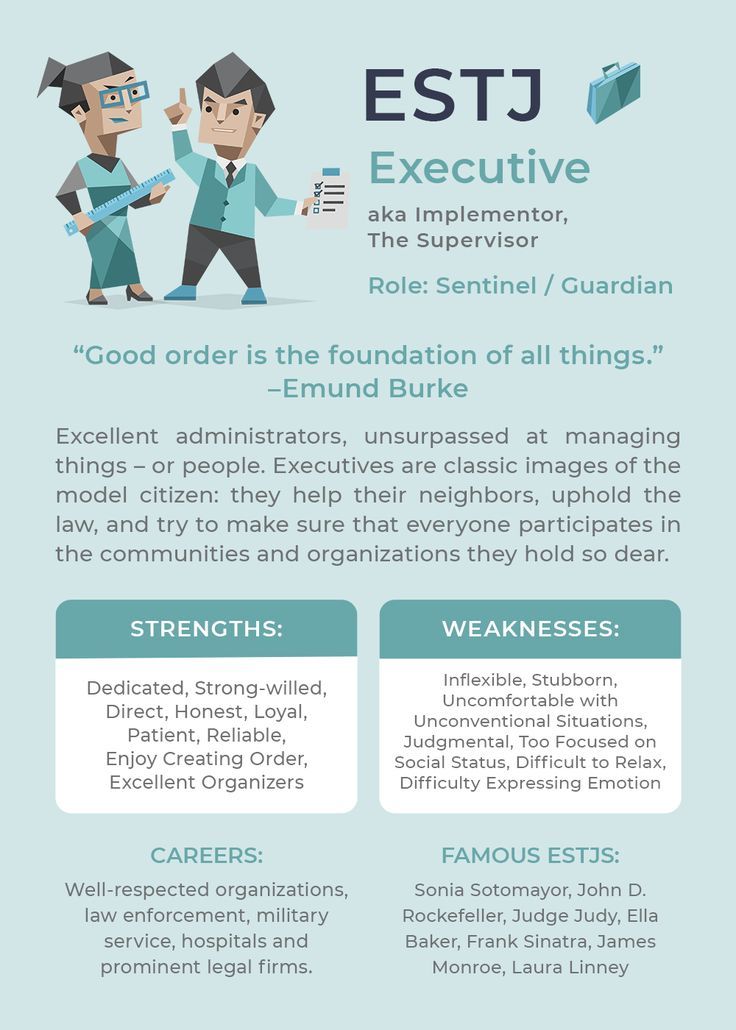 ESTJ
Executive
aka Implementor,
The Supervisor
Role: Sentinel / Guardian
“Good order is the foundation of all things.”
–Emund Burke
Excellent administrators, unsurpassed at managing
things – or people. Executives are classic images of the
model citizen: they help their neighbors, uphold the
law, and try to make sure that everyone participates in
the communities and organizations they hold so dear.
STRENGTHS:
Dedicated, Strong-willed,
Direct, Honest, Loyal,
Patient, Reliable,
Enjoy Creating Order,
Excellent Organizers
WEAKNESSES:
Inflexible, Stubborn,
Uncomfortable with
Unconventional Situations,
Judgmental, Too Focused on
Social Status, Difficult to Relax,
Difficulty Expressing Emotion
CAREERS:
Well-respected organizations,
law enforcement, military
service, hospitals and
prominent legal firms.
FAMOUS ESTJS:
Sonia Sotomayor, John D.
Rockefeller, Judge Judy, Ella
Baker, Frank Sinatra, James
Monroe, Laura Linney